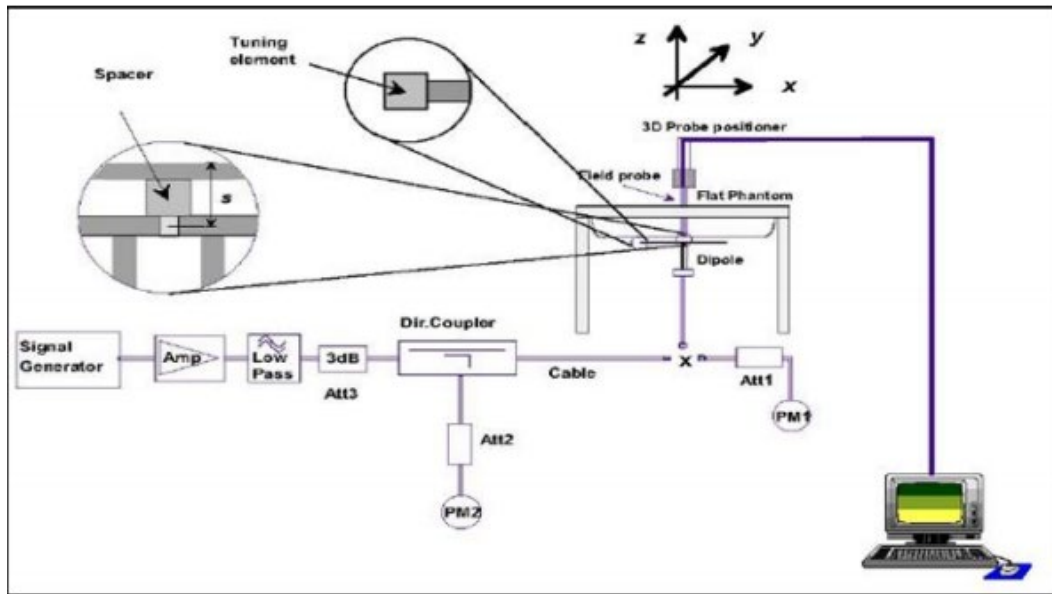 Tuning
element
Spacer
s
z
y
x
3D Probe positioner
Field probe
Flat Phantom
Dipole
Signal
Generator
Amp
Low
Pass
3dB
Att3
Dir.Coupler
Cable
x
Att1
PM1
Att2
PM2